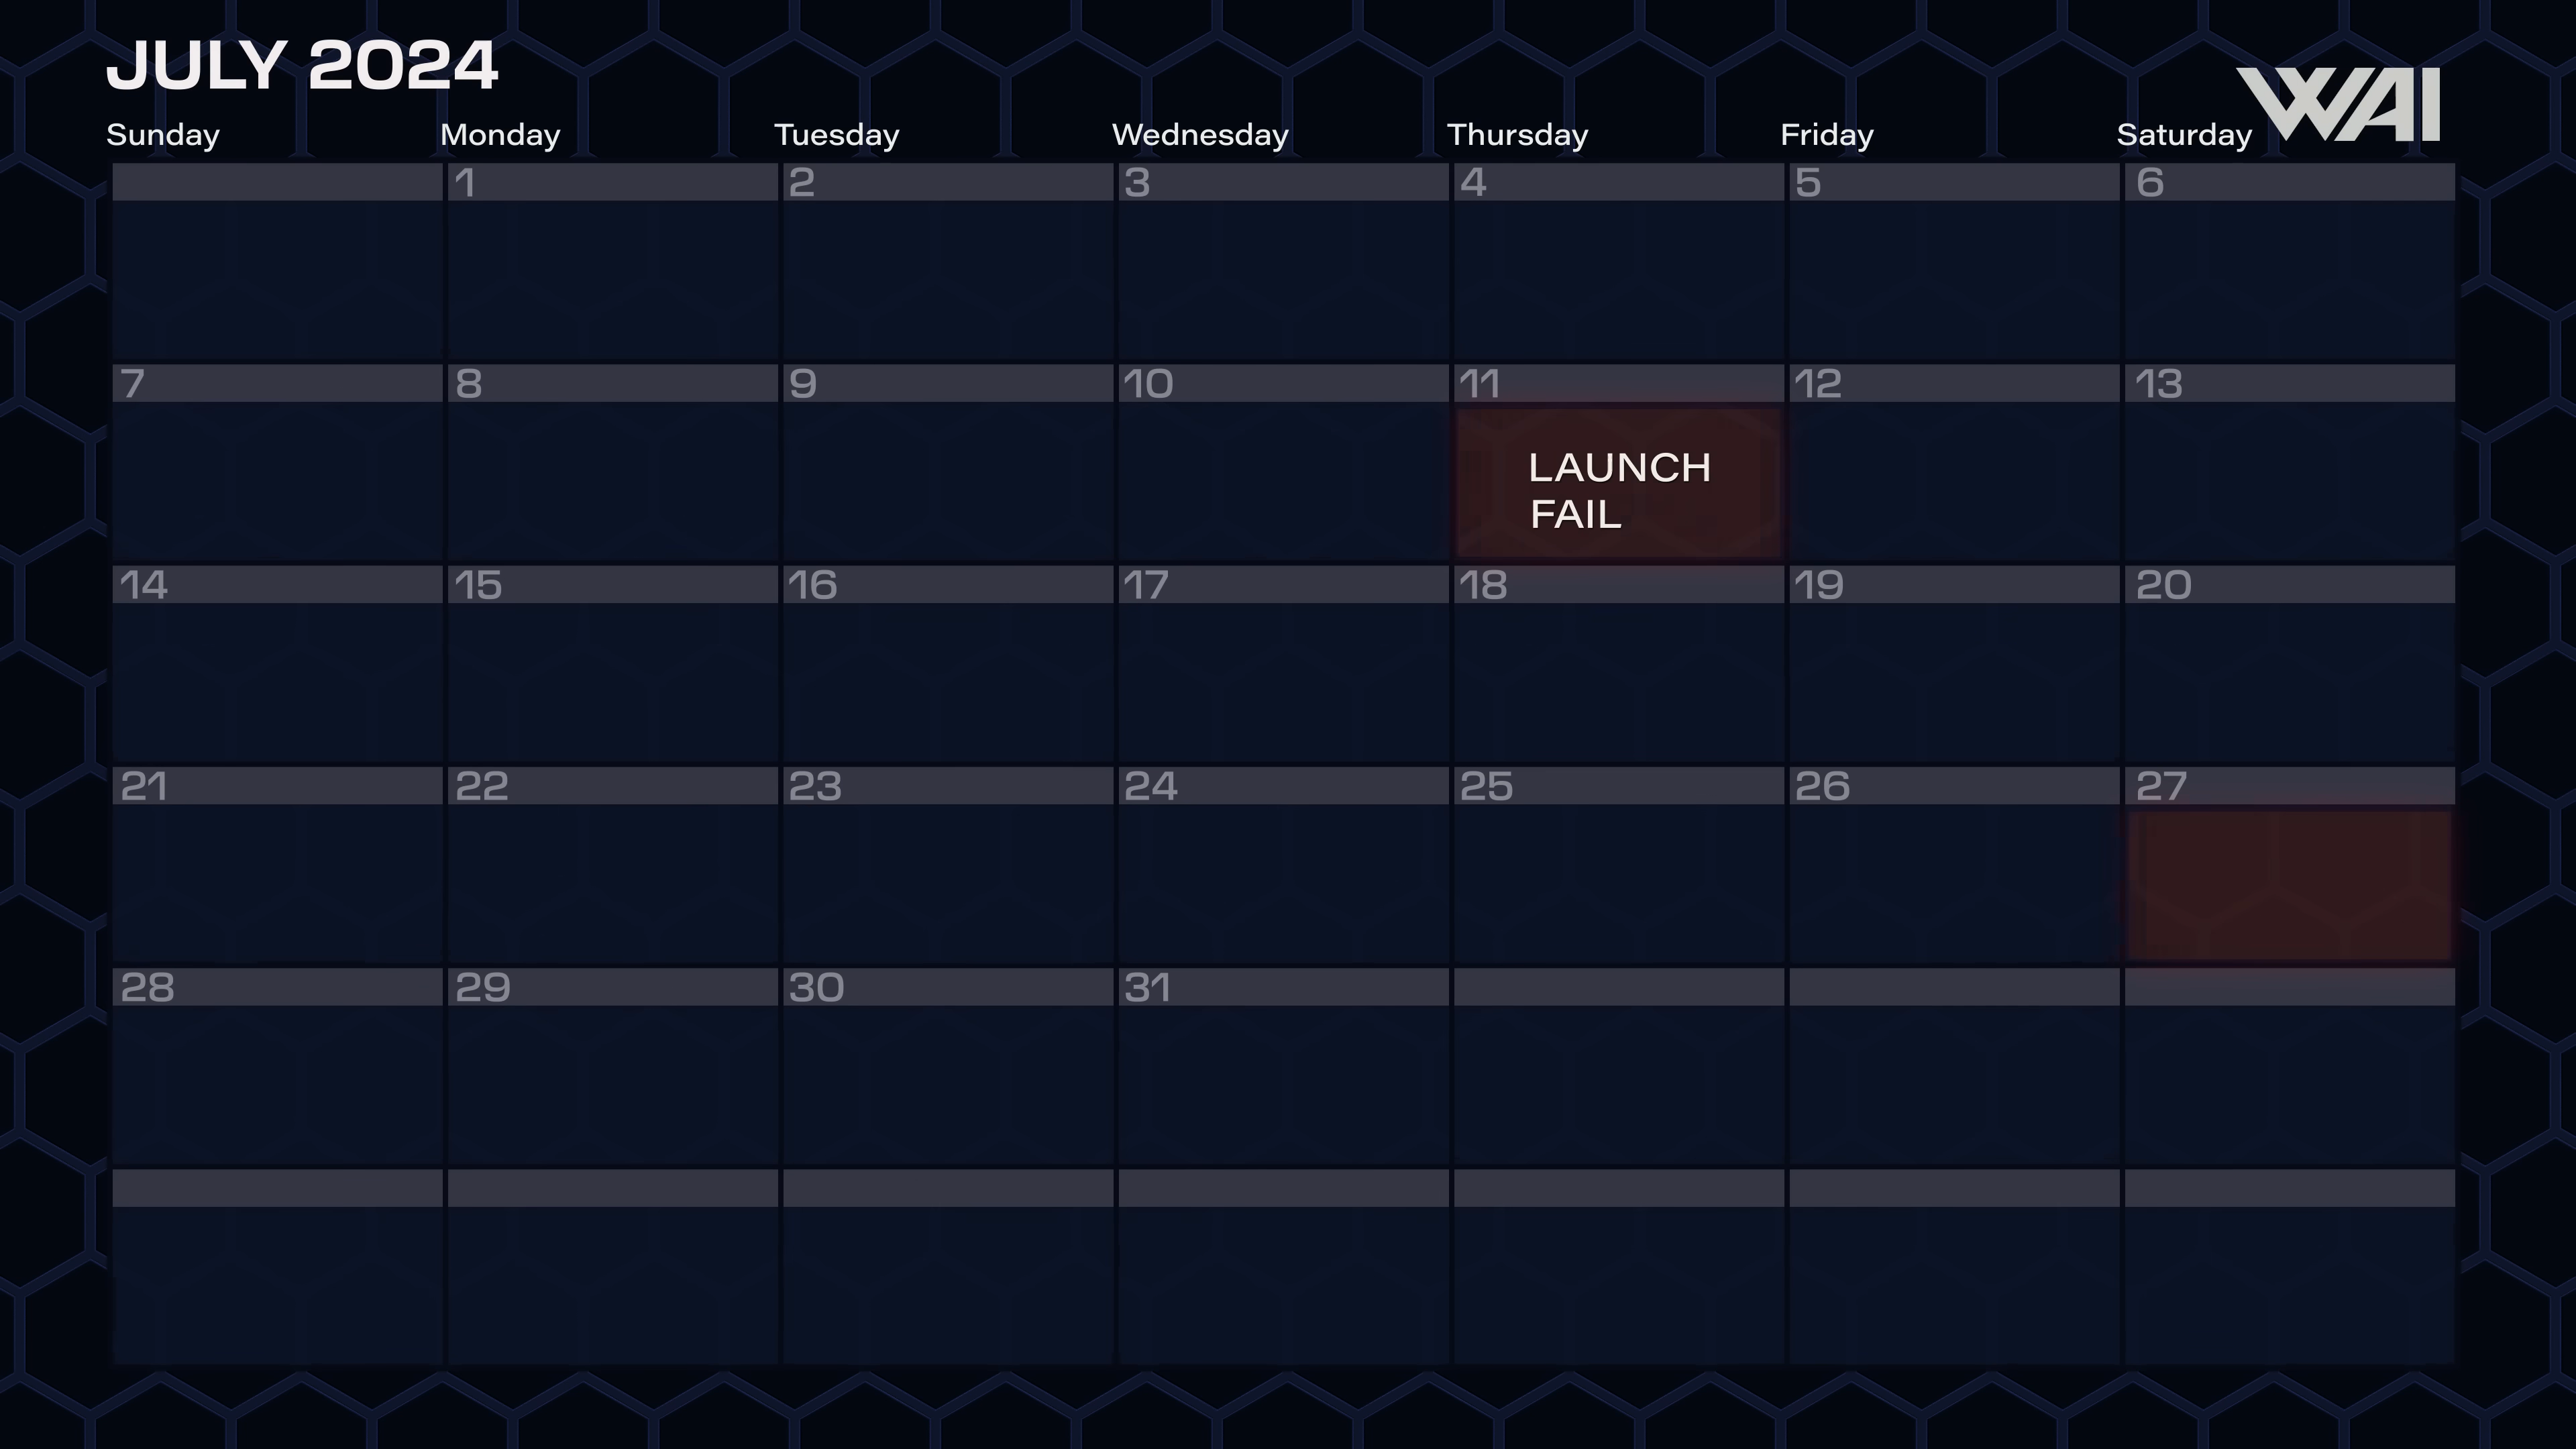 JULY 2024
WAI
Sunday Monday Tuesday Wednesday Thursday Friday Saturday
1 2 3 4 5 6
7 8 9 10 11 12 13
LAUNCH
FAIL
14 15 16 17 18 19 20
21 22 23 24 25 26 27
28 29 30 31